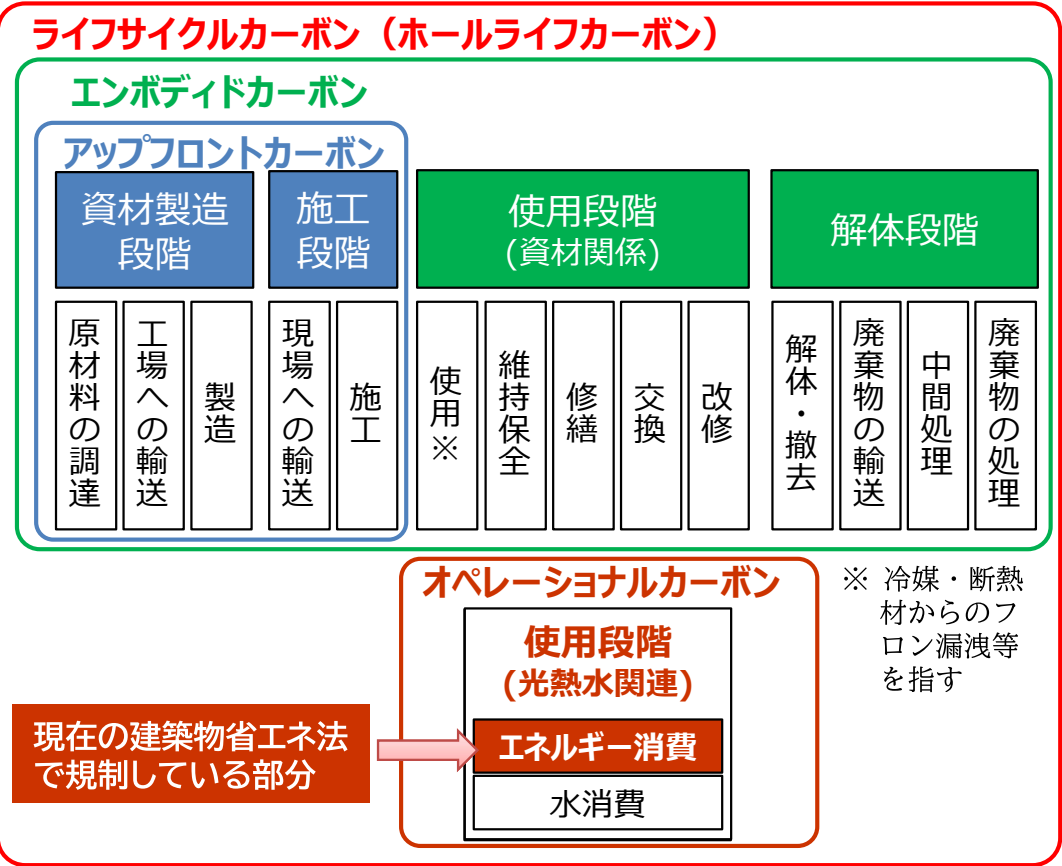 ライフサイクルカーボン（ホールライフカーボン）
エンボディドカーボン
アップフロントカーボン
資材製造
段階
施工
段階
使用段階
(資材関係)
解体段階
原材料の調達
工場への輸送
製造
現場への輸送
施工
使用※
維持保全
修繕
交換
改修
解体・撤去
廃棄物の輸送
中間処理
廃棄物の処理
オペレーショナルカーボン
使用段階
(光熱水関連)
エネルギー消費
水消費
※ 冷媒・断熱
材からのフ
ロン漏洩等
を指す
現在の建築物省エネ法
で規制している部分